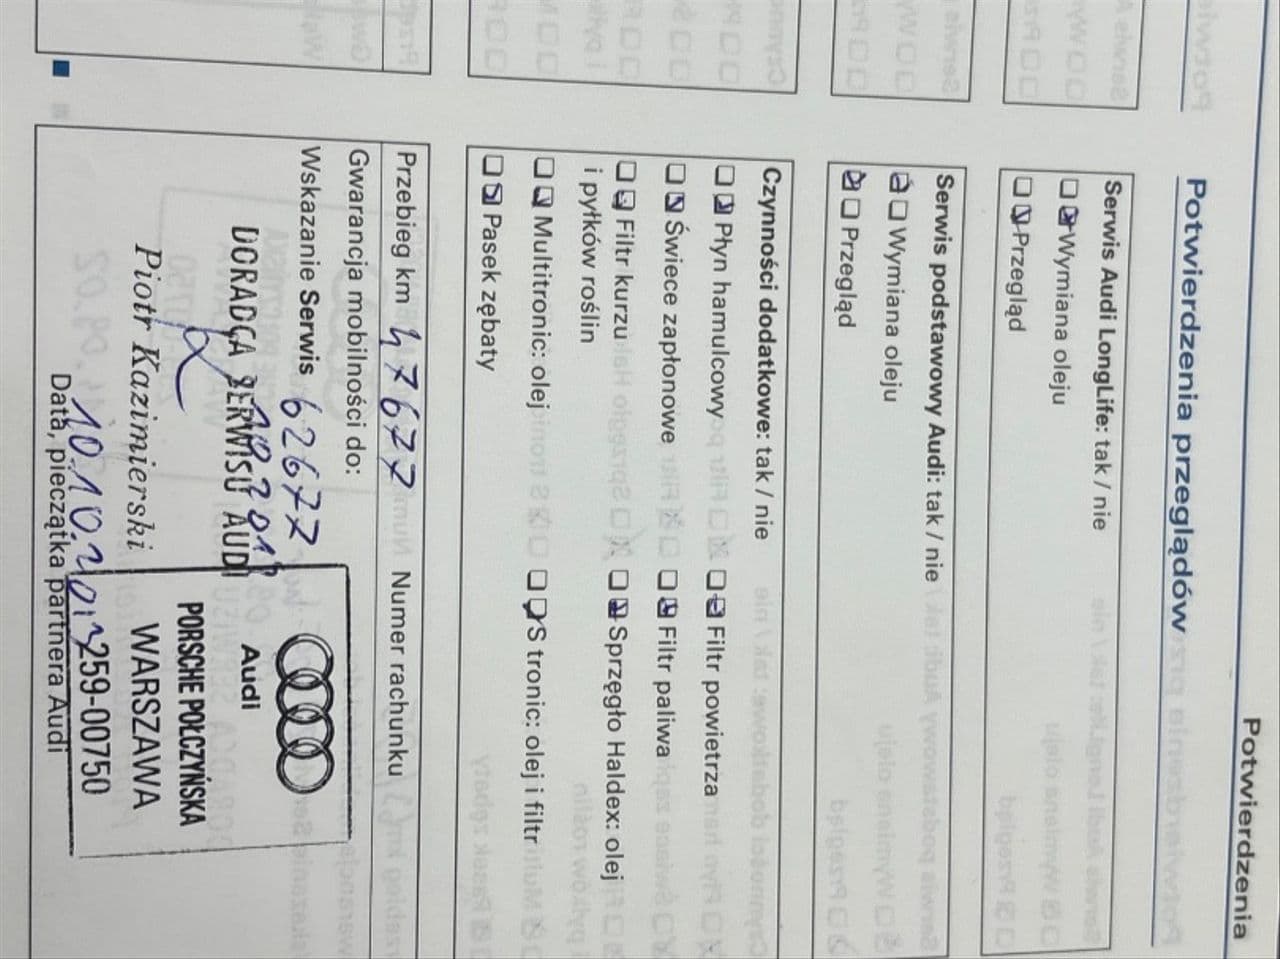 Potwierdzenia
Potwierdzenia przeglądów
Serwis Audi LongLife: tak / nie
Wymiana oleju
Przegląd
Serwis podstawowy Audi: tak / nie
Wymiana oleju
Przegląd
Czynności dodatkowe: tak / nie
Płyn hamulcowy Filtr powietrza
Świece zapłonowe Filtr paliwa
Filtr kurzu Sprzęgło Haldex: olej
i pyłków roślin
Multitronic: olej S tronic: olej i filtr
Pasek zębaty
Przebieg km 47677 Numer rachunku
Gwarancja mobilności do:
Wskazanie Serwis 62677
DORADCA SERWISU AUDI
Piotr Kazimierski
Audi
PORSCHE POŁCZYŃSKA
WARSZAWA
259-00750
10.10.2012
Data, pieczątka partnera Audi